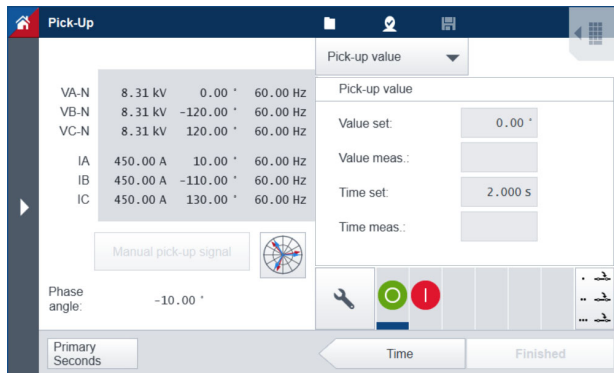 Pick-Up
Pick-up value
VA-N 8.31 kV 0.00 ° 60.00 Hz
VB-N 8.31 kV -120.00 ° 60.00 Hz
VC-N 8.31 kV 120.00 ° 60.00 Hz
IA 450.00 A 10.00 ° 60.00 Hz
IB 450.00 A -110.00 ° 60.00 Hz
IC 450.00 A 130.00 ° 60.00 Hz
Manual pick-up signal
Phase
angle: -10.00 °
Pick-up value
Value set: 0.00 °
Value meas.:
Time set: 2.000 s
Time meas.:
Primary
Seconds
Time
Finished